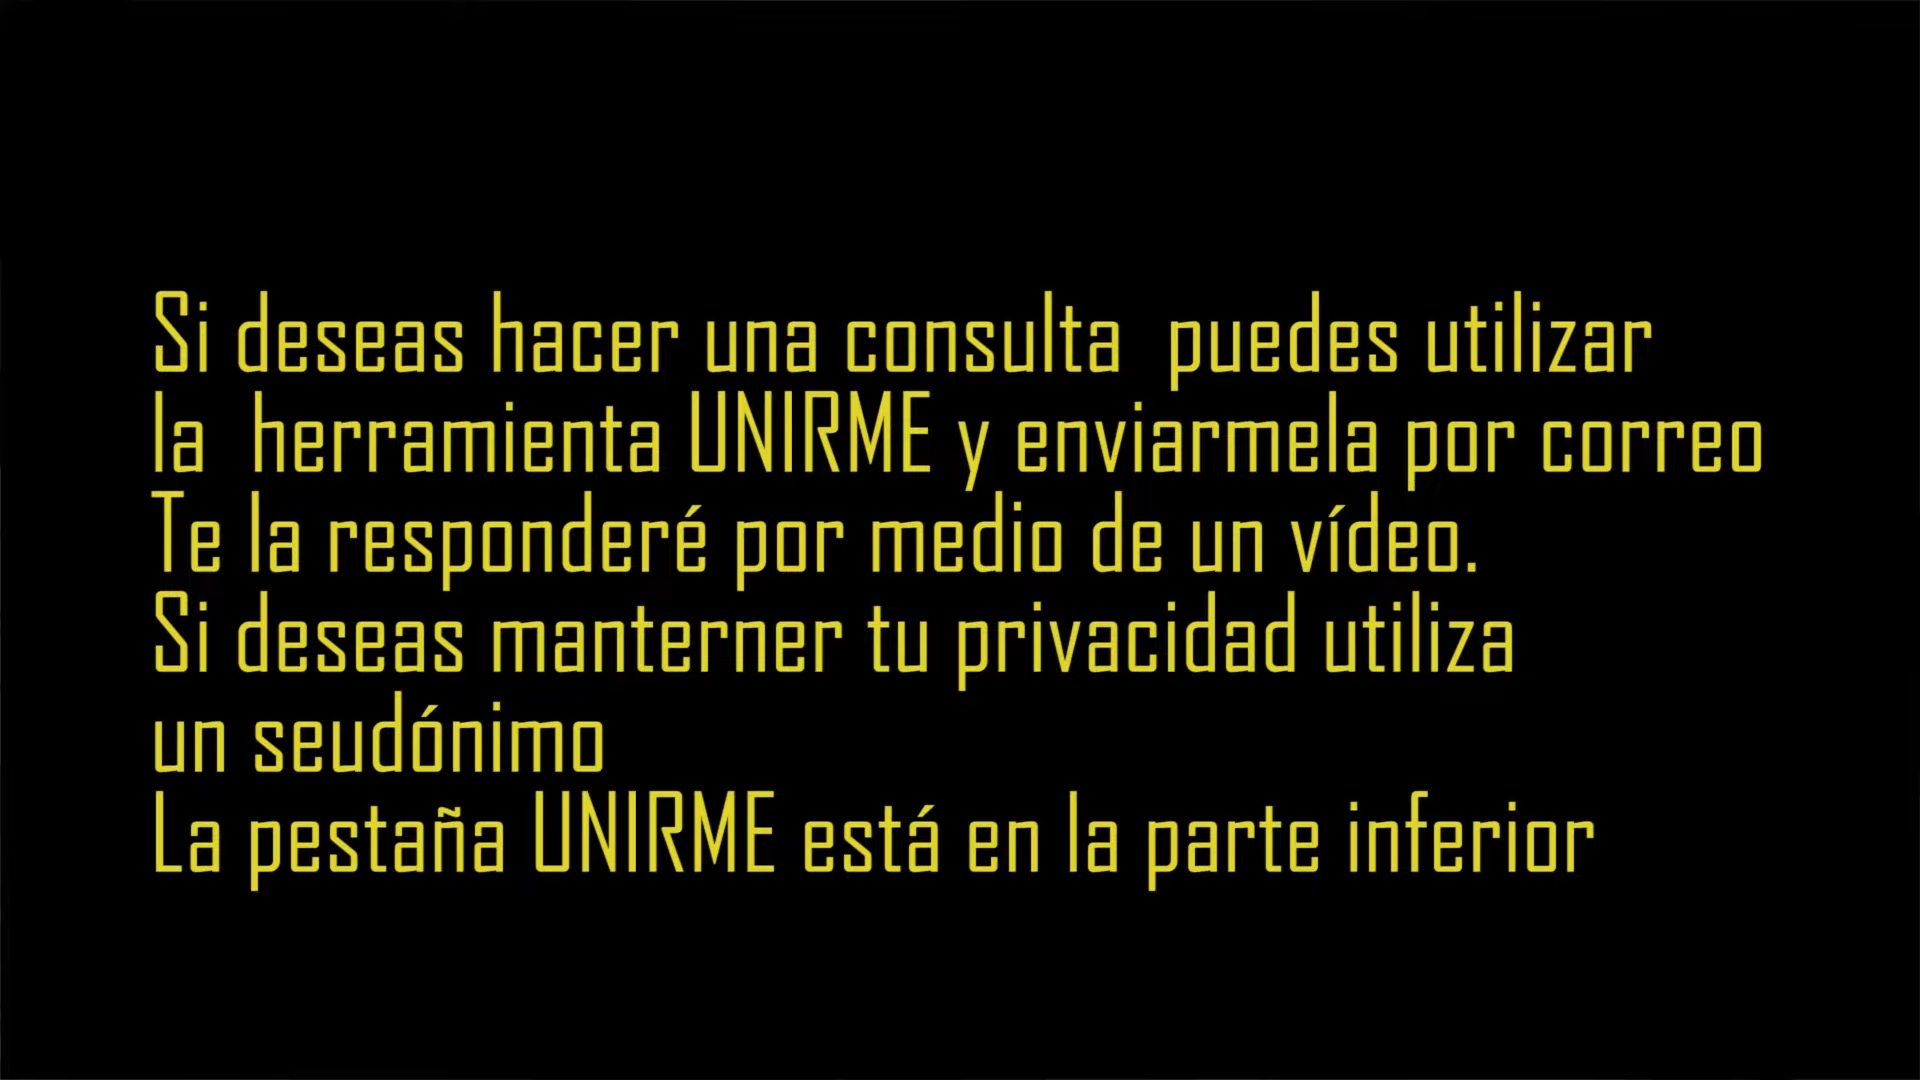 Si deseas hacer una consulta  puedes utilizar
la  herramienta UNIRME y enviarmela por correo
Te la responderé por medio de un vídeo.
Si deseas manterner tu privacidad utiliza
un seudónimo
La pestaña UNIRME está en la parte inferior